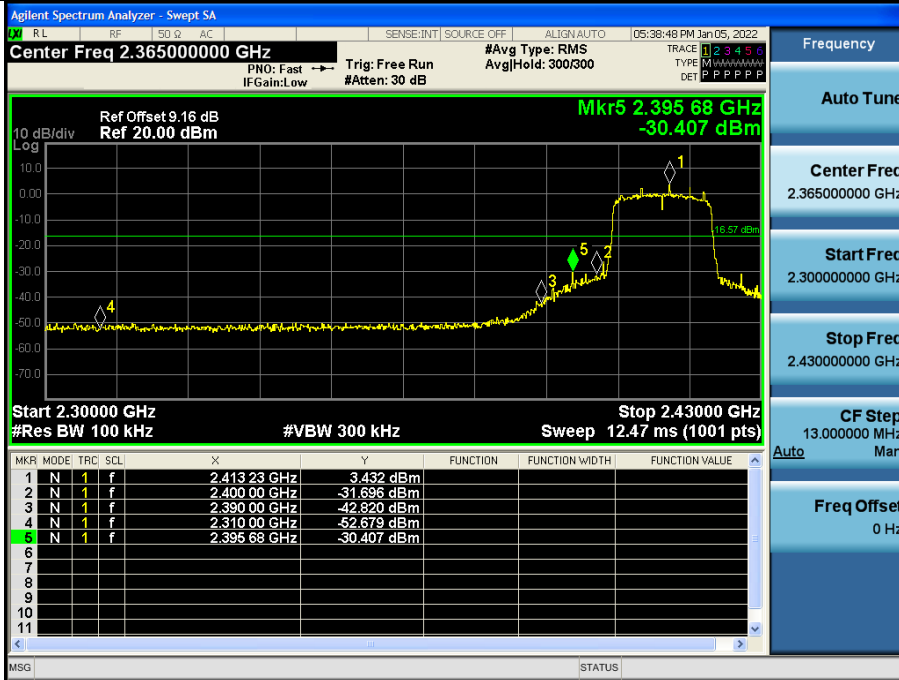 Agilent Spectrum Analyzer - Swept SA
LXI RL RF 50 Ω AC SENSE:INT SOURCE OFF ALIGN AUTO 05:38:48 PM Jan 05, 2022
Center Freq 2.365000000 GHz
#Avg Type: RMS
TRACE 1 2 3 4 5 6
PNO: Fast Trig: Free Run Avg|Hold: 300/300
TYPE M
IFGain:Low #Atten: 30 dB
DET P P P P P P
Mkr5 2.395 68 GHz
-30.407 dBm
Ref Offset 9.16 dB
10 dB/div Ref 20.00 dBm
Log
10.0
0.00
-10.0
-20.0
-30.0
-40.0
-50.0
-60.0
-70.0
1
16.57 dBm
5
2
3
4
Start 2.30000 GHz Stop 2.43000 GHz
#Res BW 100 kHz #VBW 300 kHz Sweep 12.47 ms (1001 pts)
MKR MODE TRC SCL X Y FUNCTION FUNCTION WIDTH FUNCTION VALUE
1 N 1 f 2.413 23 GHz 3.432 dBm
2 N 1 f 2.400 00 GHz -31.696 dBm
3 N 1 f 2.390 00 GHz -42.820 dBm
4 N 1 f 2.310 00 GHz -52.679 dBm
5 N 1 f 2.395 68 GHz -30.407 dBm
6
7
8
9
10
11
MSG STATUS
Frequency
Auto Tune
Center Freq
2.365000000 GHz
Start Freq
2.300000000 GHz
Stop Freq
2.430000000 GHz
CF Step
13.000000 MHz
Auto Man
Freq Offset
0 Hz